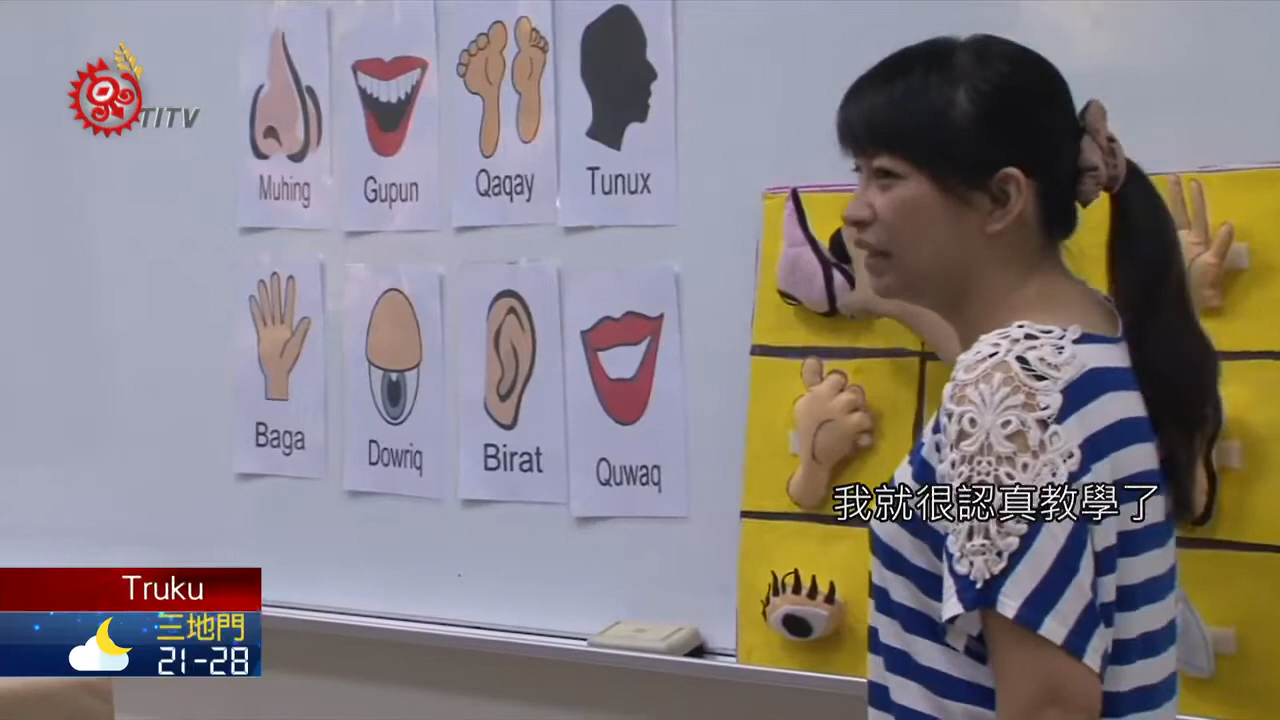 TITV
Muhing
Gupun
Qaqay
Tunux
Baga
Dowriq
Birat
Quwaq
我就很認真教學了
Truku
三地門
21-28